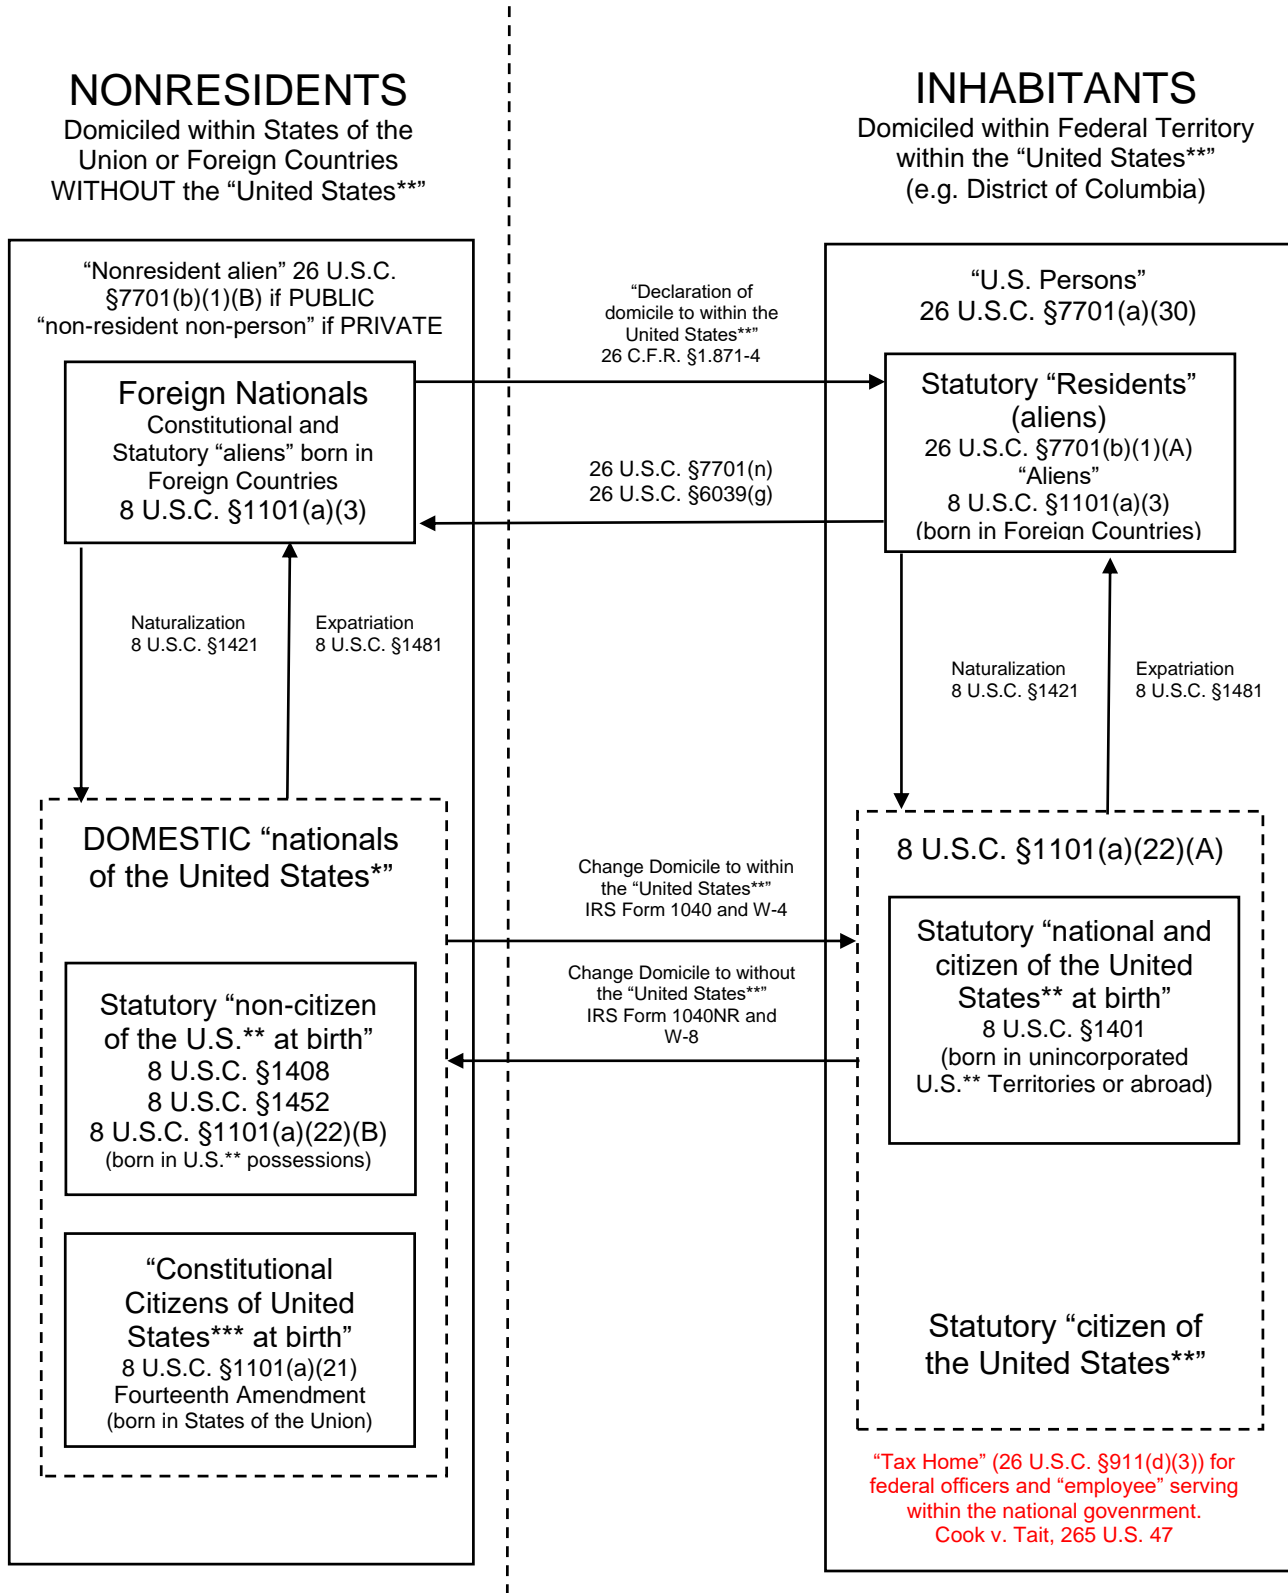 NONRESIDENTS
Domiciled within States of the
Union or Foreign Countries
WITHOUT the “United States**”
INHABITANTS
Domiciled within Federal Territory
within the “United States**”
(e.g. District of Columbia)
“Nonresident alien” 26 U.S.C.
§7701(b)(1)(B) if PUBLIC
“non-resident non-person” if PRIVATE
Foreign Nationals
Constitutional and
Statutory “aliens” born in
Foreign Countries
8 U.S.C. §1101(a)(3)
“Declaration of
domicile to within the
United States**”
26 C.F.R. §1.871-4
26 U.S.C. §7701(n)
26 U.S.C. §6039(g)
“U.S. Persons”
26 U.S.C. §7701(a)(30)
Statutory “Residents”
(aliens)
26 U.S.C. §7701(b)(1)(A)
“Aliens”
8 U.S.C. §1101(a)(3)
(born in Foreign Countries)
Naturalization
8 U.S.C. §1421
Expatriation
8 U.S.C. §1481
Naturalization
8 U.S.C. §1421
Expatriation
8 U.S.C. §1481
DOMESTIC “nationals
of the United States*”
Statutory “non-citizen
of the U.S.** at birth”
8 U.S.C. §1408
8 U.S.C. §1452
8 U.S.C. §1101(a)(22)(B)
(born in U.S.** possessions)
“Constitutional
Citizens of United
States*** at birth”
8 U.S.C. §1101(a)(21)
Fourteenth Amendment
(born in States of the Union)
Change Domicile to within
the “United States**”
IRS Form 1040 and W-4
Change Domicile to without
the “United States**”
IRS Form 1040NR and
W-8
8 U.S.C. §1101(a)(22)(A)
Statutory “national and
citizen of the United
States** at birth”
8 U.S.C. §1401
(born in unincorporated
U.S.** Territories or abroad)
Statutory “citizen of
the United States**”
“Tax Home” (26 U.S.C. §911(d)(3)) for
federal officers and “employee” serving
within the national govenrment.
Cook v. Tait, 265 U.S. 47